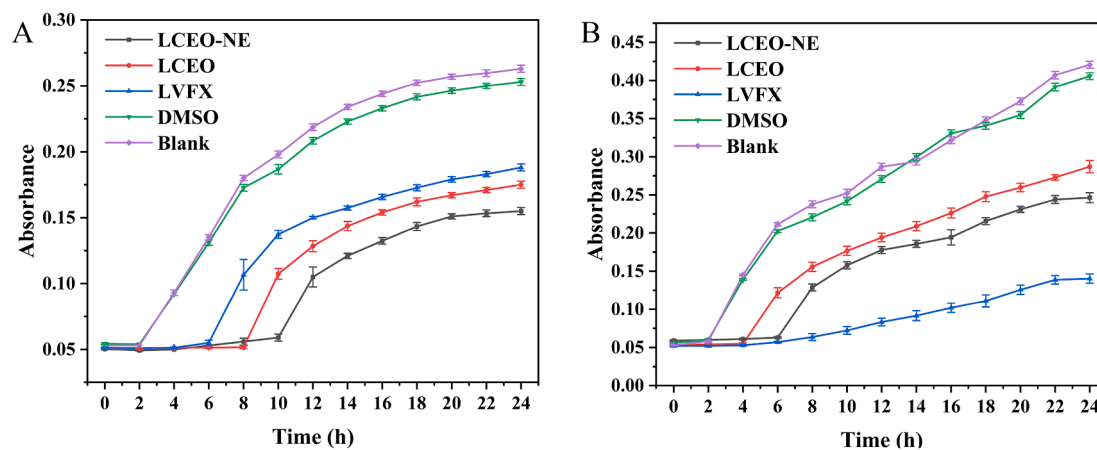 A
0.30
0.25
0.20
0.15
0.10
0.05
Absorbance
LCEO-NE
LCEO
LVFX
DMSO
Blank
0 2 4 6 8 10 12 14 16 18 20 22 24
Time (h)
B
0.45
0.40
0.35
0.30
0.25
0.20
0.15
0.10
0.05
0.00
Absorbance
LCEO-NE
LCEO
LVFX
DMSO
Blank
0 2 4 6 8 10 12 14 16 18 20 22 24
Time (h)